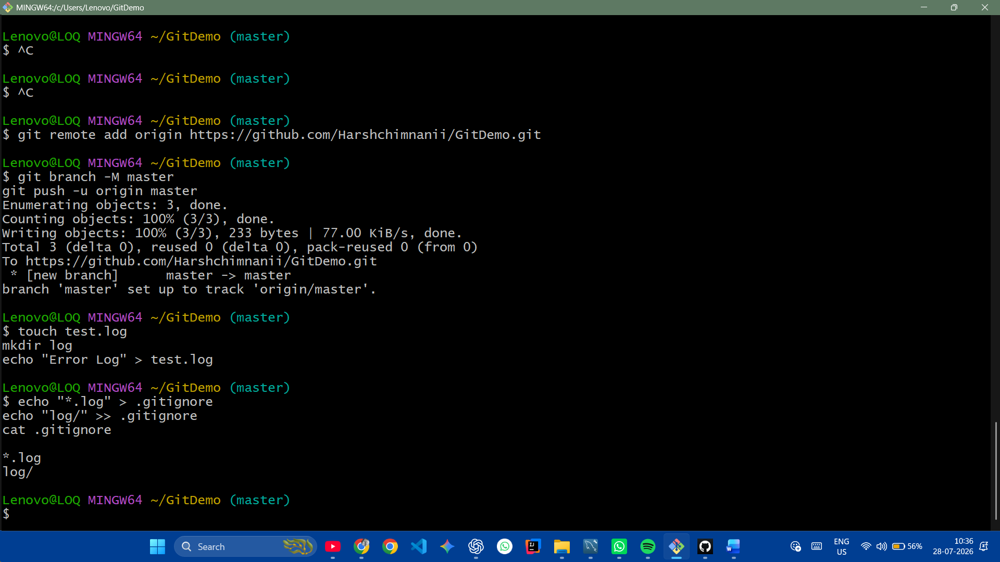 MINGW64:/c/Users/Lenovo/GitDemo
Lenovo@LOQ MINGW64 ~/GitDemo (master)
$ ^C
Lenovo@LOQ MINGW64 ~/GitDemo (master)
$ ^C
Lenovo@LOQ MINGW64 ~/GitDemo (master)
$ git remote add origin https://github.com/Harshchimnanii/GitDemo.git
Lenovo@LOQ MINGW64 ~/GitDemo (master)
$ git branch -M master
git push -u origin master
Enumerating objects: 3, done.
Counting objects: 100% (3/3), done.
Writing objects: 100% (3/3), 233 bytes | 77.00 KiB/s, done.
Total 3 (delta 0), reused 0 (delta 0), pack-reused 0 (from 0)
To https://github.com/Harshchimnanii/GitDemo.git
 * [new branch]      master -> master
branch 'master' set up to track 'origin/master'.
Lenovo@LOQ MINGW64 ~/GitDemo (master)
$ touch test.log
mkdir log
echo "Error Log" > test.log
Lenovo@LOQ MINGW64 ~/GitDemo (master)
$ echo "*.log" > .gitignore
echo "log/" >> .gitignore
cat .gitignore
*.log
log/
Lenovo@LOQ MINGW64 ~/GitDemo (master)
$
Search
ENG
US
56%
10:36
28-07-2026